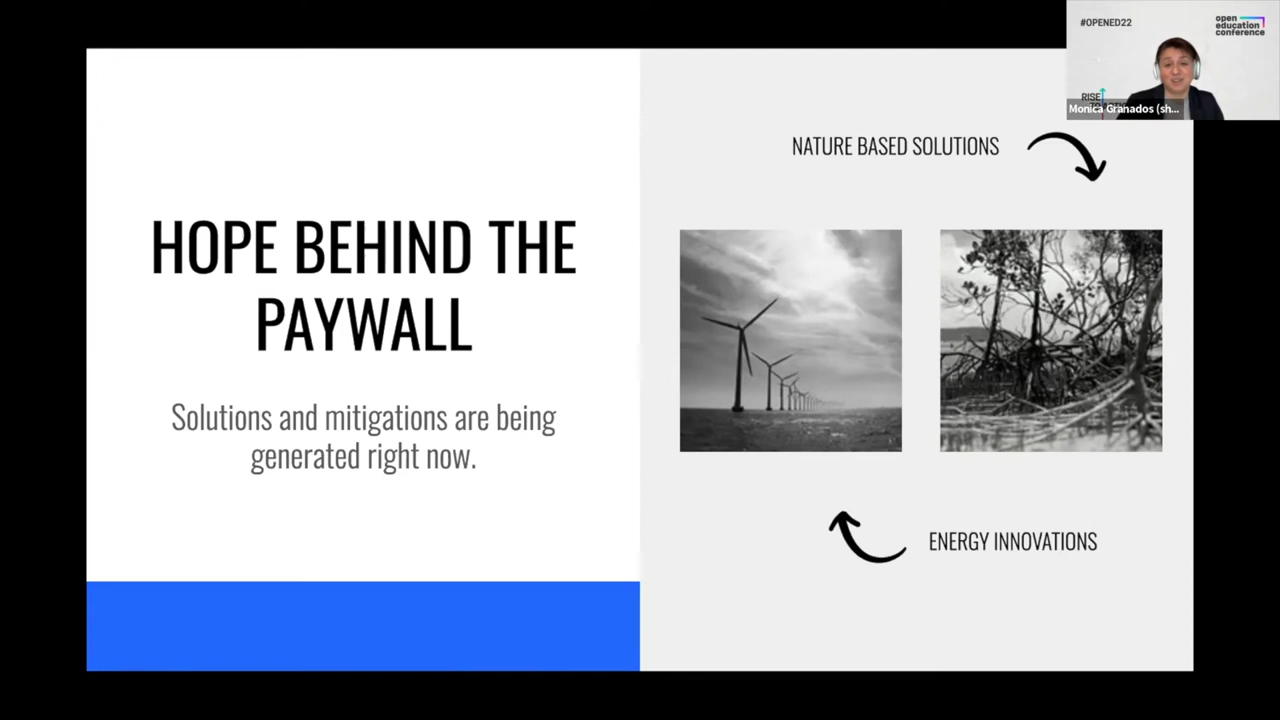 HOPE BEHIND THE
PAYWALL
Solutions and mitigations are being
generated right now.
NATURE BASED SOLUTIONS
ENERGY INNOVATIONS
#OPENED22
open
education
conference
RISE
Monica Granados (sh...